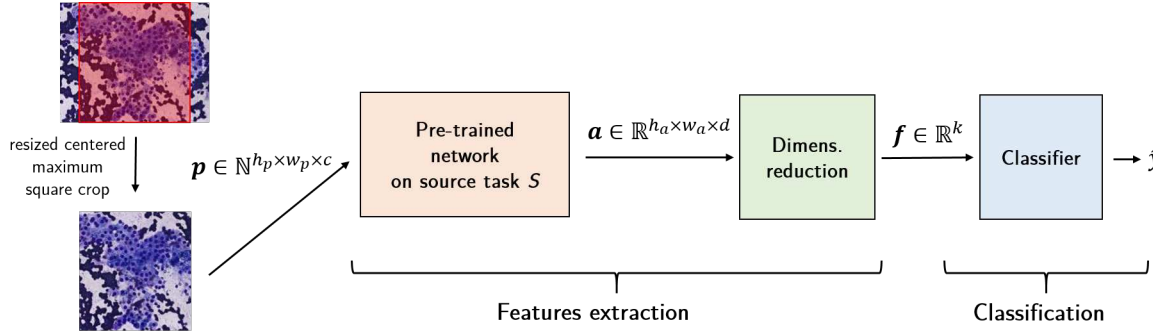 resized centered
maximum
square crop
𝒑 ∈ ℕ^{h_p×w_p×c}
Pre-trained
network
on source task S
𝒂 ∈ ℝ^{h_a×w_a×d}
Dimens.
reduction
𝒇 ∈ ℝ^k
Classifier
Features extraction
Classification